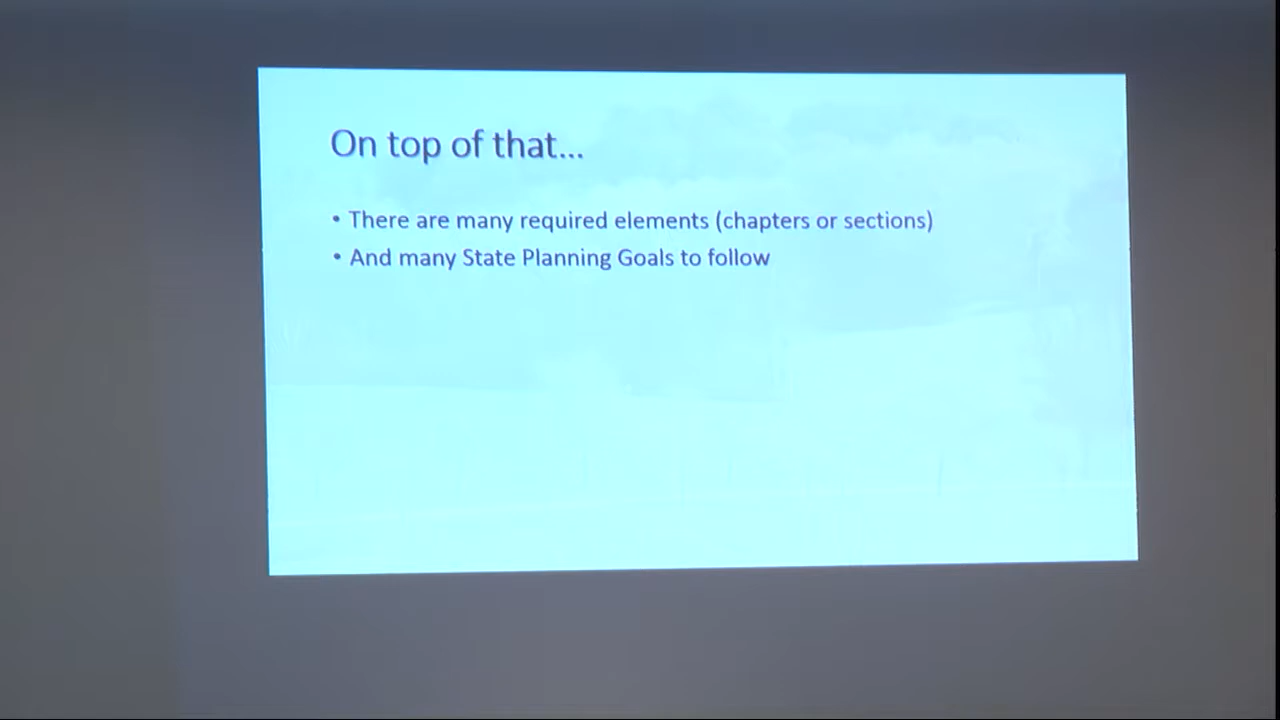 On top of that...
• There are many required elements (chapters or sections)
• And many State Planning Goals to follow